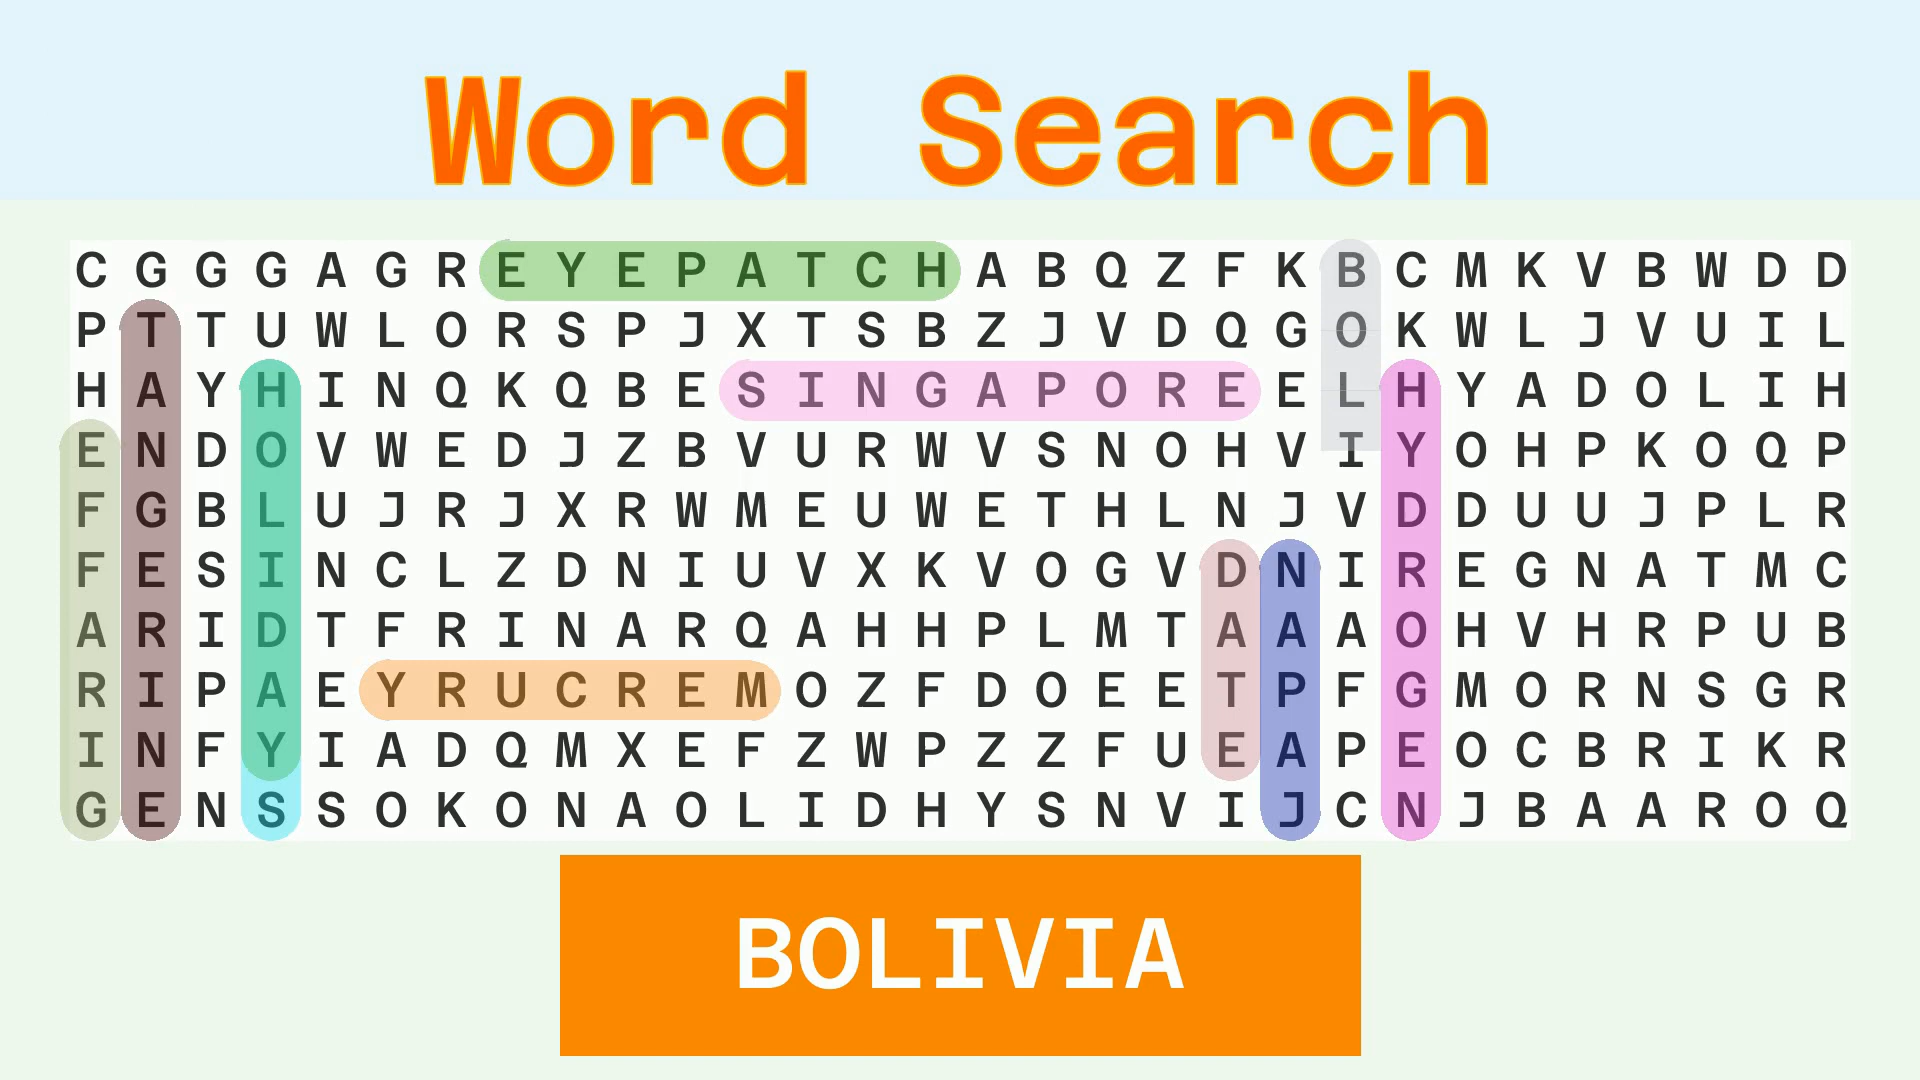 Word Search
C G G G A G R E Y E P A T C H A B Q Z F K B C M K V B W D D
P T T U W L O R S P J X T S B Z J V D Q G O K W L J V U I L
H A Y H I N Q K Q B E S I N G A P O R E E L H Y A D O L I H
E N D O V W E D J Z B V U R W V S N O H V I Y O H P K O Q P
F G B L U J R J X R W M E U W E T H L N J V D D U U J P L R
F E S I N C L Z D N I U V X K V O G V D N I R E G N A T M C
A R I D T F R I N A R Q A H H P L M T A A A O H V H R P U B
R I P A E Y R U C R E M O Z F D O E E T P F G M O R N S G R
I N F Y I A D Q M X E F Z W P Z Z F U E A P E O C B R I K R
G E N S S O K O N A O L I D H Y S N V I J C N J B A A R O Q
BOLIVIA